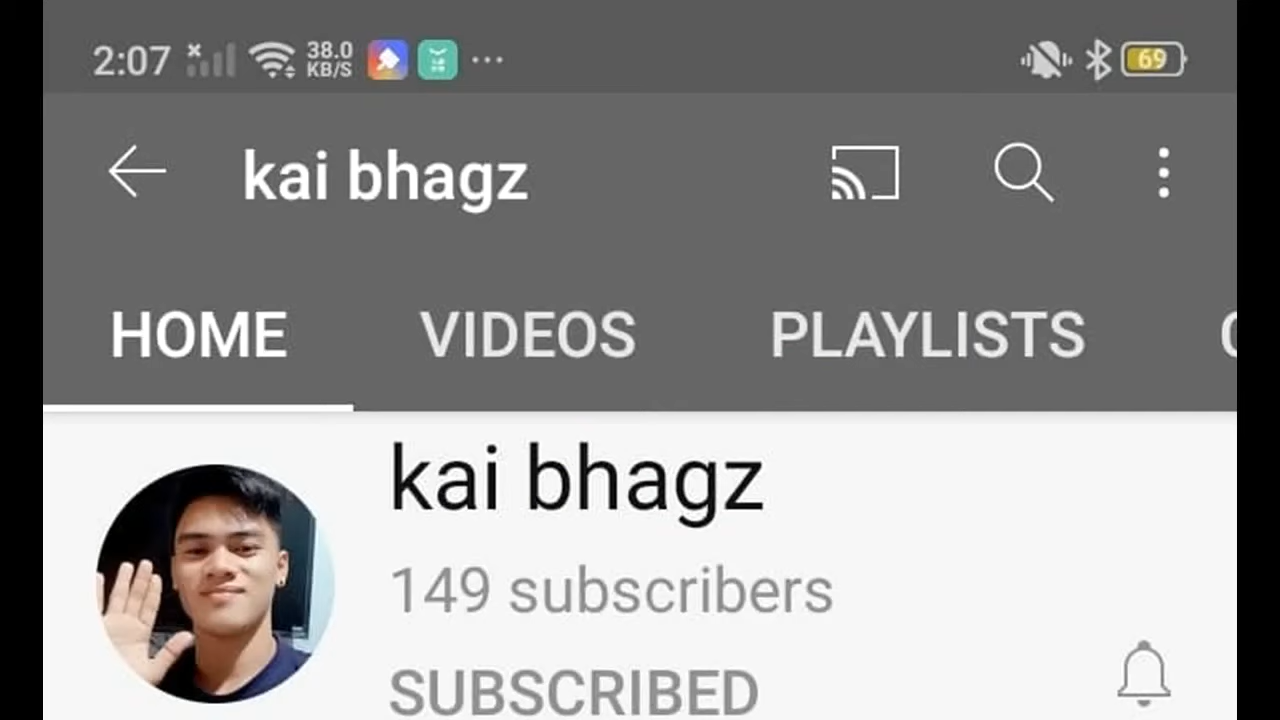 2:07 38.0 KB/S 69
kai bhagz
HOME VIDEOS PLAYLISTS
kai bhagz
149 subscribers
SUBSCRIBED